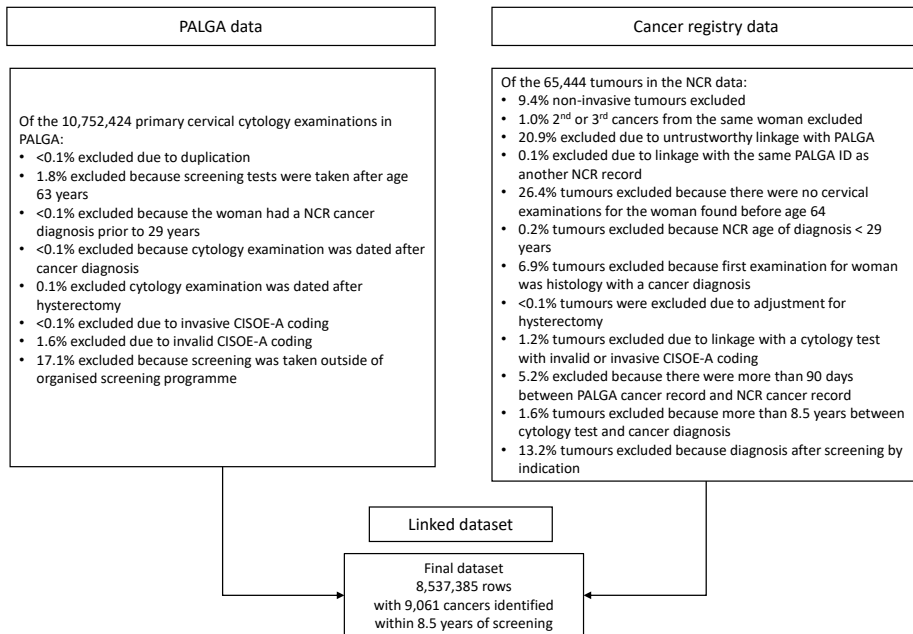 PALGA data
Of the 10,752,424 primary cervical cytology examinations in
PALGA:
• <0.1% excluded due to duplication
• 1.8% excluded because screening tests were taken after age
63 years
• <0.1% excluded because the woman had a NCR cancer
diagnosis prior to 29 years
• <0.1% excluded because cytology examination was dated after
cancer diagnosis
• 0.1% excluded cytology examination was dated after
hysterectomy
• <0.1% excluded due to invasive CISOE-A coding
• 1.6% excluded due to invalid CISOE-A coding
• 17.1% excluded because screening was taken outside of
organised screening programme
Cancer registry data
Of the 65,444 tumours in the NCR data:
• 9.4% non-invasive tumours excluded
• 1.0% 2nd or 3rd cancers from the same woman excluded
• 20.9% excluded due to untrustworthy linkage with PALGA
• 0.1% excluded due to linkage with the same PALGA ID as
another NCR record
• 26.4% tumours excluded because there were no cervical
examinations for the woman found before age 64
• 0.2% tumours excluded because NCR age of diagnosis < 29
years
• 6.9% tumours excluded because first examination for woman
was histology with a cancer diagnosis
• <0.1% tumours were excluded due to adjustment for
hysterectomy
• 1.2% tumours excluded due to linkage with a cytology test
with invalid or invasive CISOE-A coding
• 5.2% excluded because there were more than 90 days
between PALGA cancer record and NCR cancer record
• 1.6% tumours excluded because more than 8.5 years between
cytology test and cancer diagnosis
• 13.2% tumours excluded because diagnosis after screening by
indication
Linked dataset
Final dataset
8,537,385 rows
with 9,061 cancers identified
within 8.5 years of screening